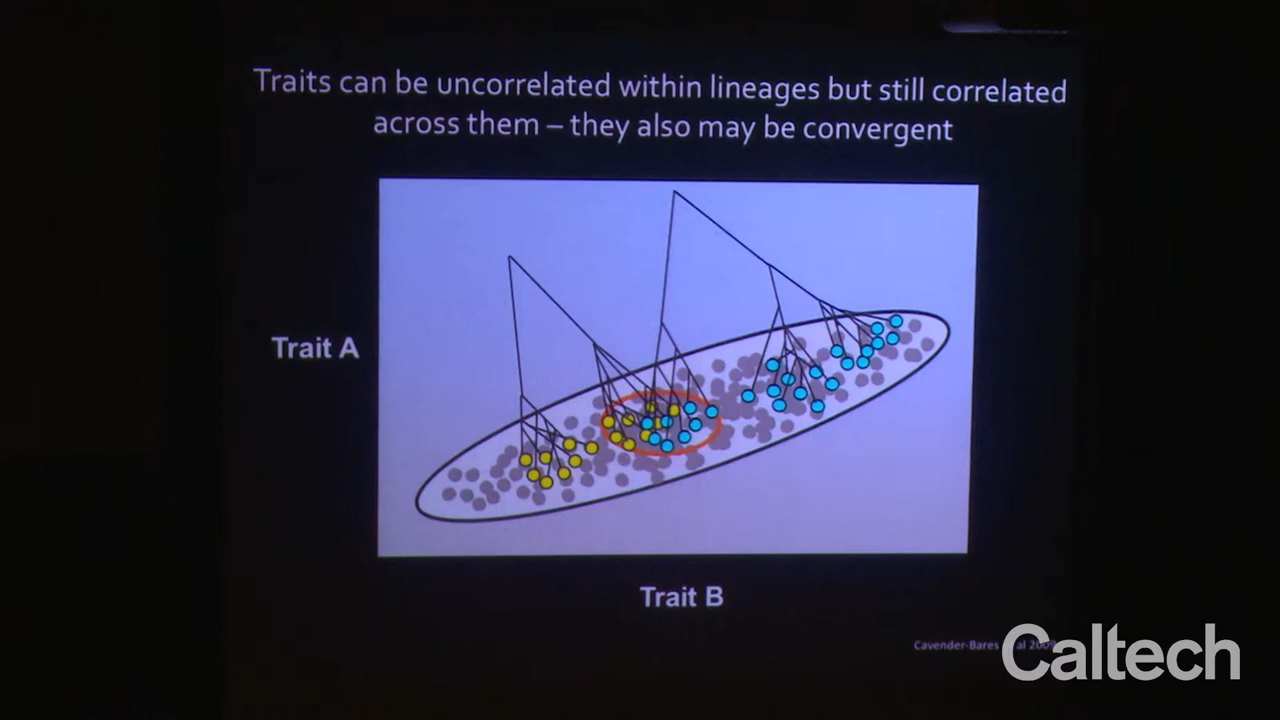 Traits can be uncorrelated within lineages but still correlated
across them – they also may be convergent
Trait A
Trait B
Cavender-Bares al
Caltech